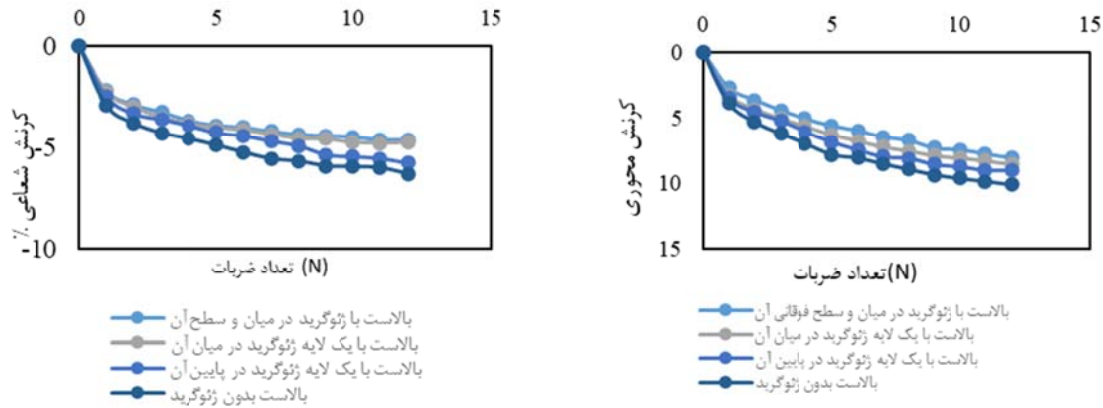 0 5 10 15
0
-5
-10
کرنش شعاعی %
تعداد ضربات (N)
بالاست با ژئوگرید در میان و سطح آن
بالاست با یک لایه ژئوگرید در میان آن
بالاست با یک لایه ژئوگرید در پایین آن
بالاست بدون ژئوگرید
0 5 10 15
0
5
10
15
کرنش محوری
تعداد ضربات(N)
بالاست با ژئوگرید در میان و سطح فوقانی آن
بالاست با یک لایه ژئوگرید در میان آن
بالاست با یک لایه ژئوگرید در پایین آن
بالاست بدون ژئوگرید